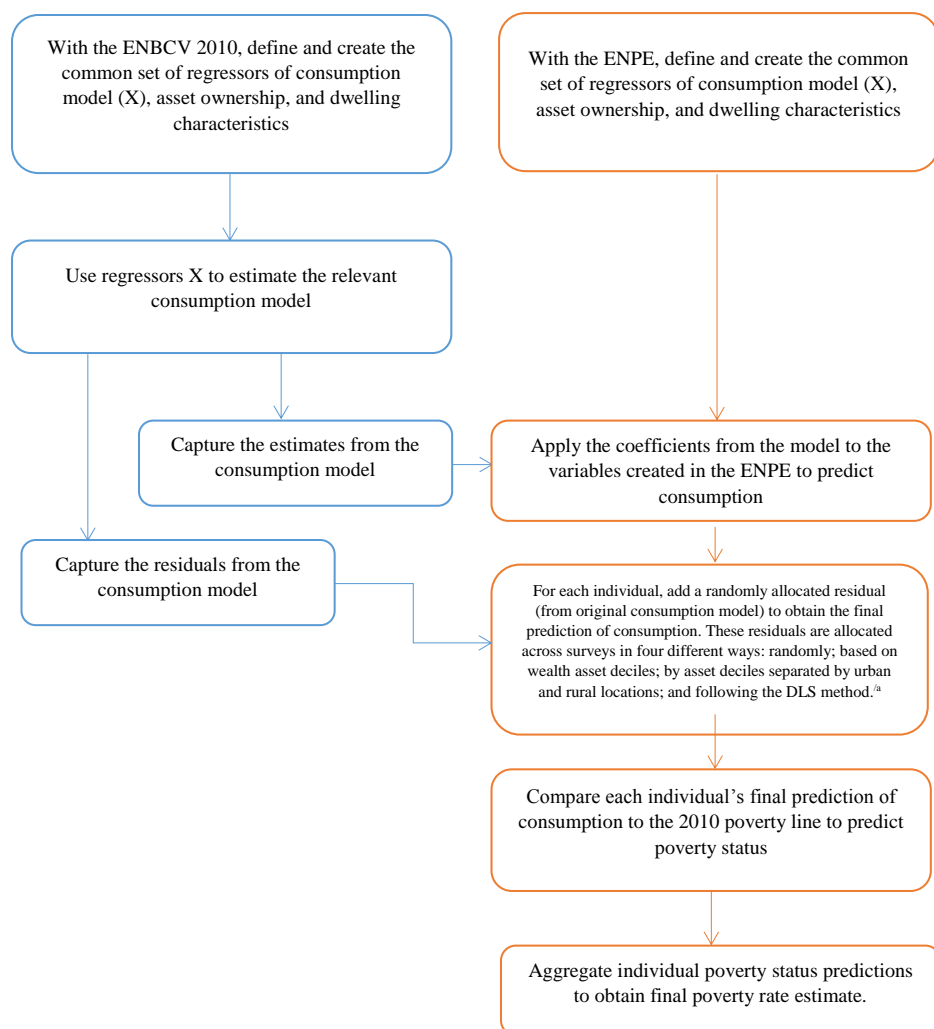 With the ENBCV 2010, define and create the
common set of regressors of consumption
model (X), asset ownership, and dwelling
characteristics
With the ENPE, define and create the common
set of regressors of consumption model (X),
asset ownership, and dwelling characteristics
Use regressors X to estimate the relevant
consumption model
Capture the estimates from the
consumption model
Apply the coefficients from the model to the
variables created in the ENPE to predict
consumption
Capture the residuals from the
consumption model
For each individual, add a randomly allocated residual
(from original consumption model) to obtain the final
prediction of consumption. These residuals are allocated
across surveys in four different ways: randomly; based on
wealth asset deciles; by asset deciles separated by urban
and rural locations; and following the DLS method./a
Compare each individual’s final prediction of
consumption to the 2010 poverty line to predict
poverty status
Aggregate individual poverty status predictions
to obtain final poverty rate estimate.